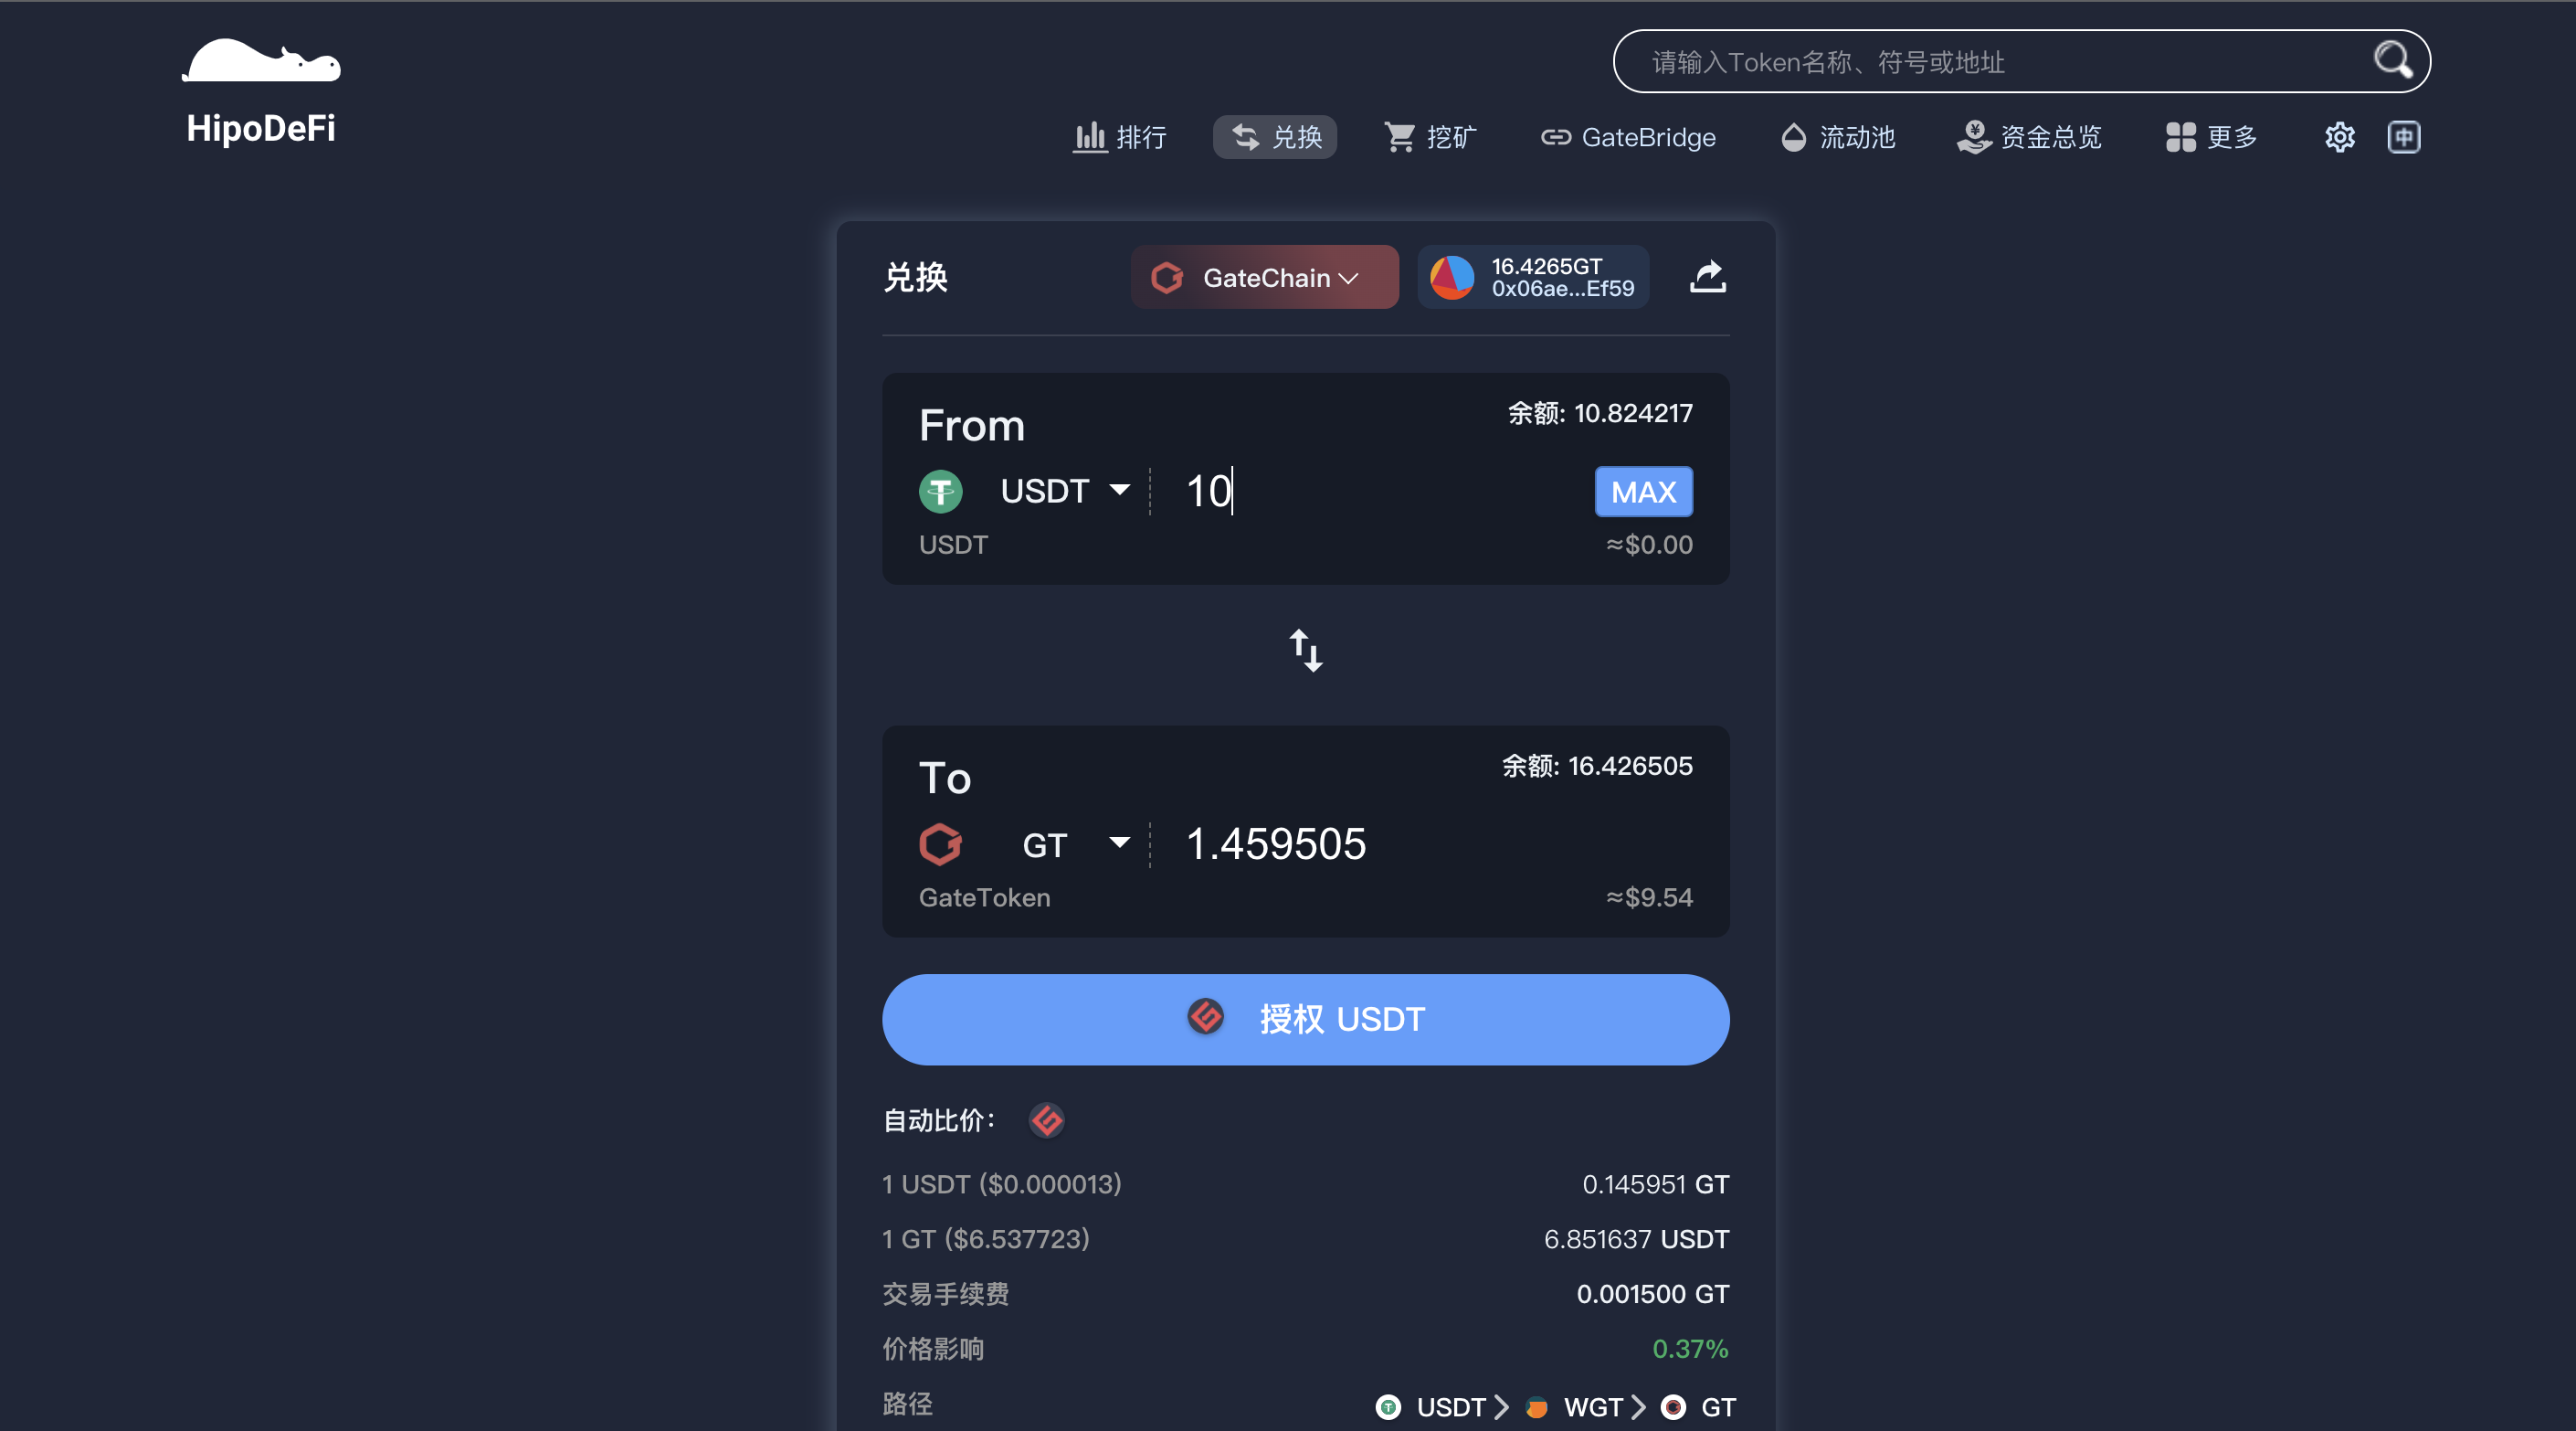 请输入Token名称、符号或地址
HipoDeFi
排行 兑换 挖矿 GateBridge 流动池 资金总览 更多 中
兑换 GateChain 16.4265GT
0x06ae...Ef59
From 余额: 10.824217
USDT 10 MAX
USDT ≈$0.00
To 余额: 16.426505
GT 1.459505
GateToken ≈$9.54
授权 USDT
自动比价：
1 USDT ($0.000013) 0.145951 GT
1 GT ($6.537723) 6.851637 USDT
交易手续费 0.001500 GT
价格影响 0.37%
路径 USDT > WGT > GT